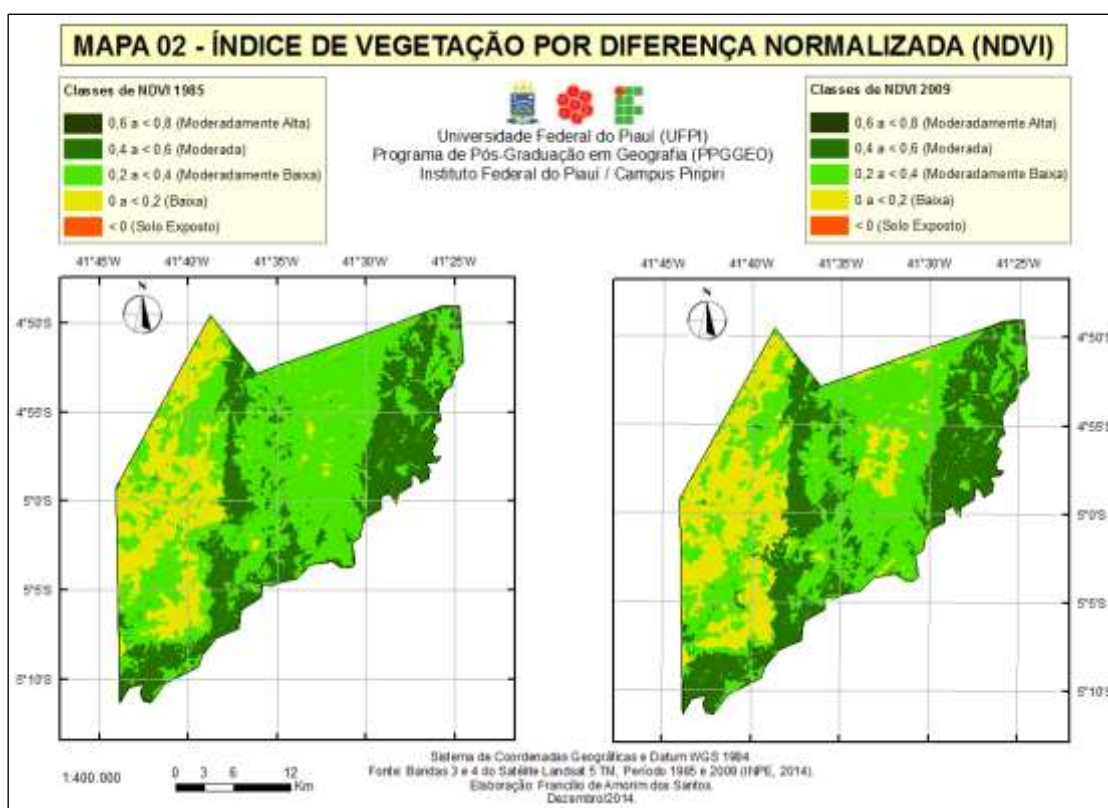 MAPA 02 - ÍNDICE DE VEGETAÇÃO POR DIFERENÇA NORMALIZADA (NDVI)
Classes de NDVI 1985
0,6 a < 0,8 (Moderadamente Alta)
0,4 a < 0,6 (Moderada)
0,2 a < 0,4 (Moderadamente Baixa)
0 a < 0,2 (Baixa)
< 0 (Solo Exposto)
Universidade Federal do Piauí (UFPI)
Programa de Pós-Graduação em Geografia (PPGGEO)
Instituto Federal do Piauí / Campus Piripiri
Classes de NDVI 2009
0,6 a < 0,8 (Moderadamente Alta)
0,4 a < 0,6 (Moderada)
0,2 a < 0,4 (Moderadamente Baixa)
0 a < 0,2 (Baixa)
< 0 (Solo Exposto)
41°45'W 41°40'W 41°35'W 41°30'W 41°25'W
N
4°50'S
4°55'S
5°0'S
5°5'S
5°10'S
41°45'W 41°40'W 41°35'W 41°30'W 41°25'W
N
4°50'S
4°55'S
5°0'S
5°5'S
5°10'S
1:400.000
0 3 6 12
Km
Sistema de Coordenadas Geográficas e Datum WGS 1984.
Fonte: Bandas 3 e 4 do Satélite Landsat 5 TM, Período 1985 e 2009 (INPE, 2014).
Elaboração: Francílio de Amorim dos Santos.
Dezembro/2014.